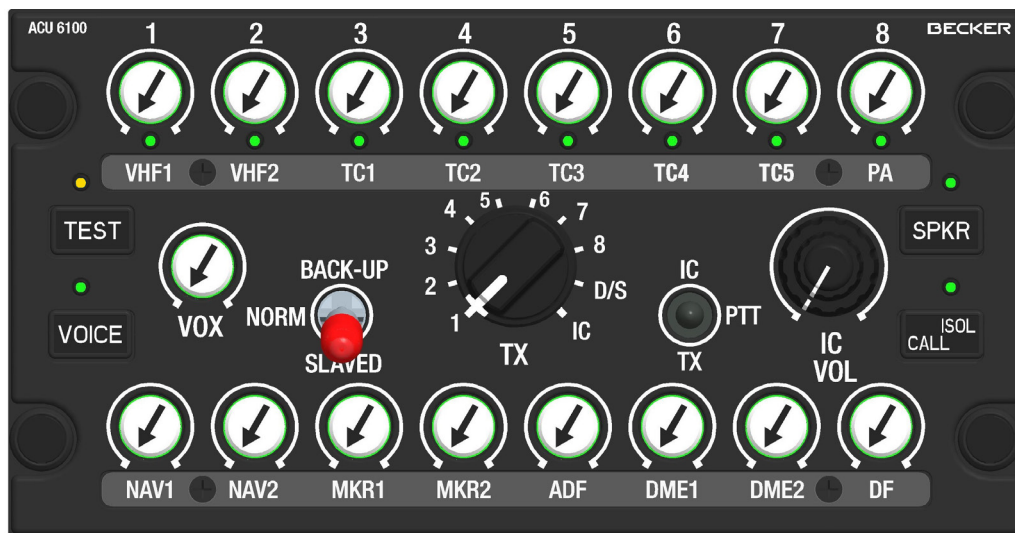 ACU 6100
1 2 3 4 5 6 7 8
BECKER
VHF1 VHF2 TC1 TC2 TC3 TC4 TC5 PA
TEST
VOICE
VOX
BACK-UP
NORM
SLAVED
1 2 3 4 5 6 7 8 D/S IC
TX
IC
PTT
TX
IC
VOL
SPKR
ISOL
CALL
NAV1 NAV2 MKR1 MKR2 ADF DME1 DME2 DF